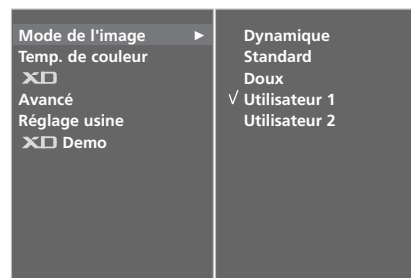 Mode de l'image ►
Temp. de couleur
XD
Avancé
Réglage usine
XD Demo
Dynamique
Standard
Doux
√ Utilisateur 1
Utilisateur 2